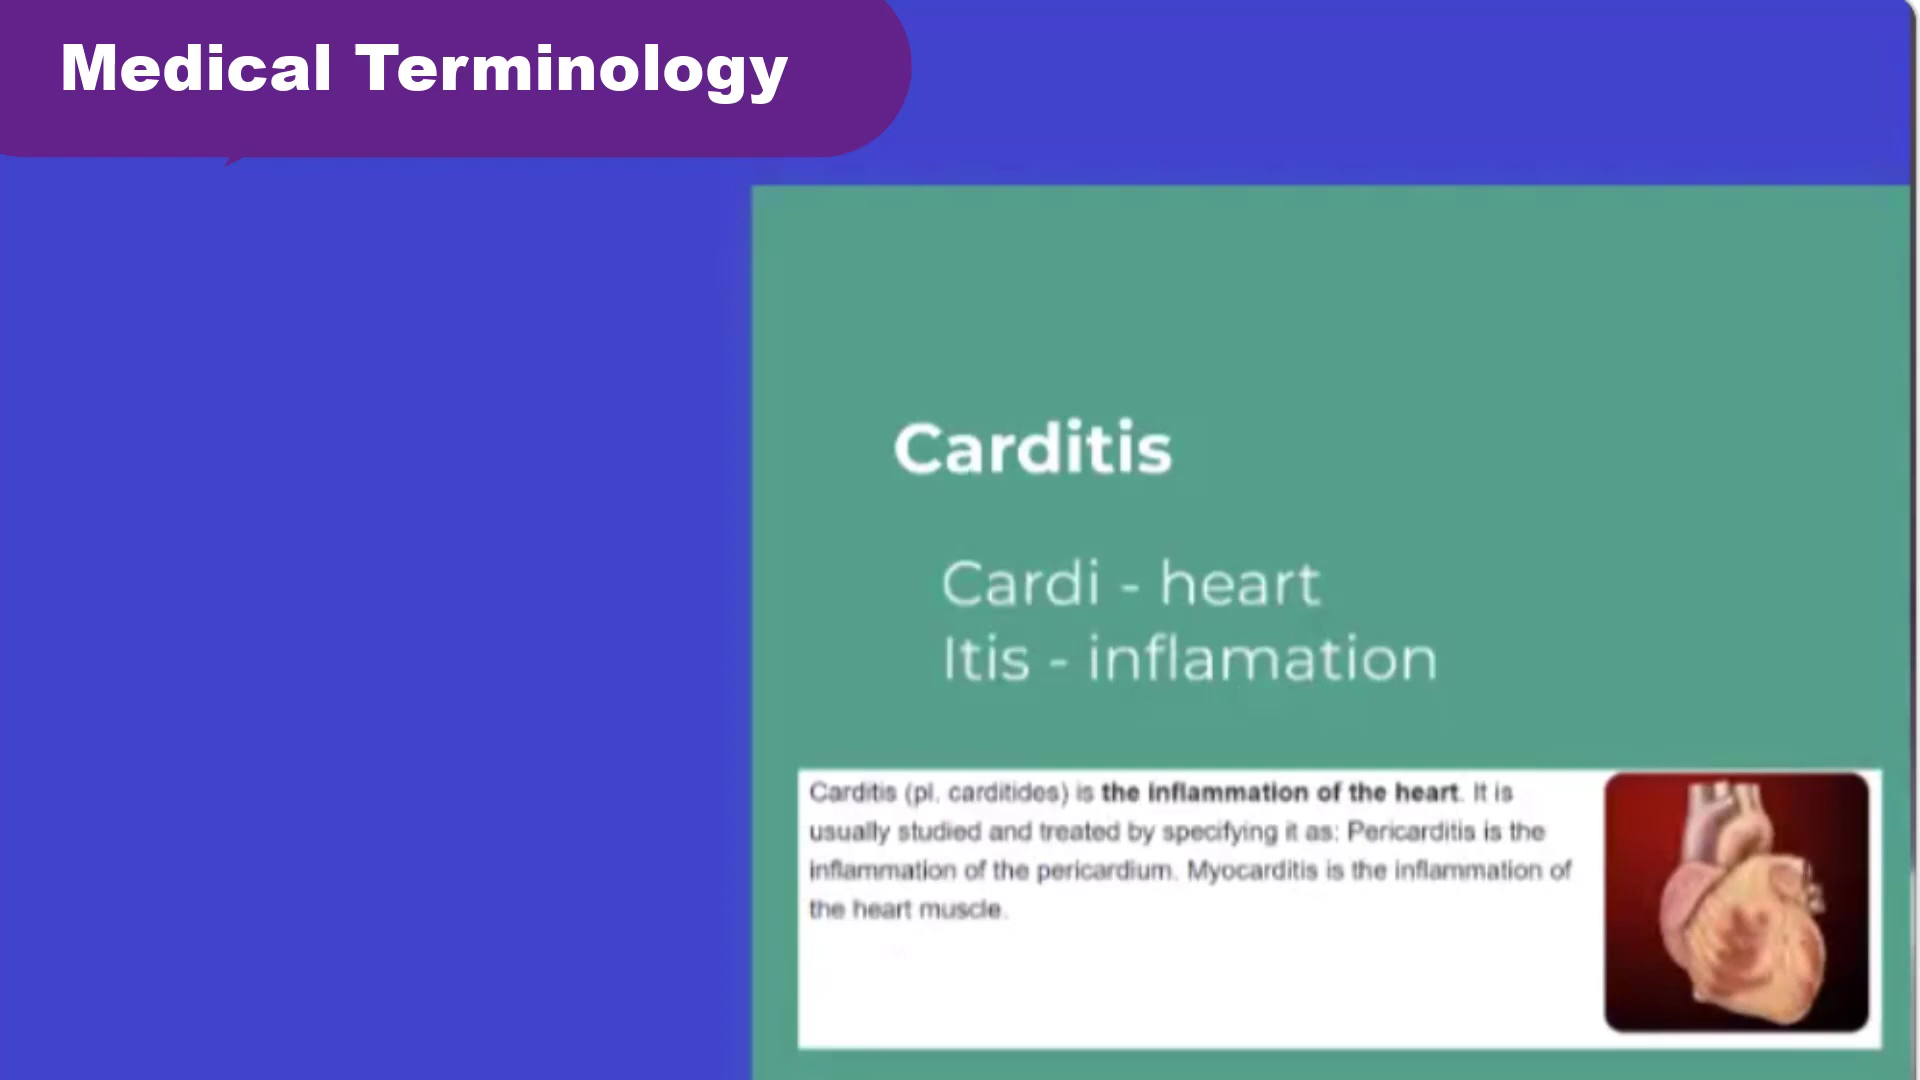 Medical Terminology
Carditis
Cardi - heart
Itis - inflamation
Carditis (pl. carditides) is the inflammation of the heart. It is
usually studied and treated by specifying it as: Pericarditis is the
inflammation of the pericardium. Myocarditis is the inflammation of
the heart muscle.